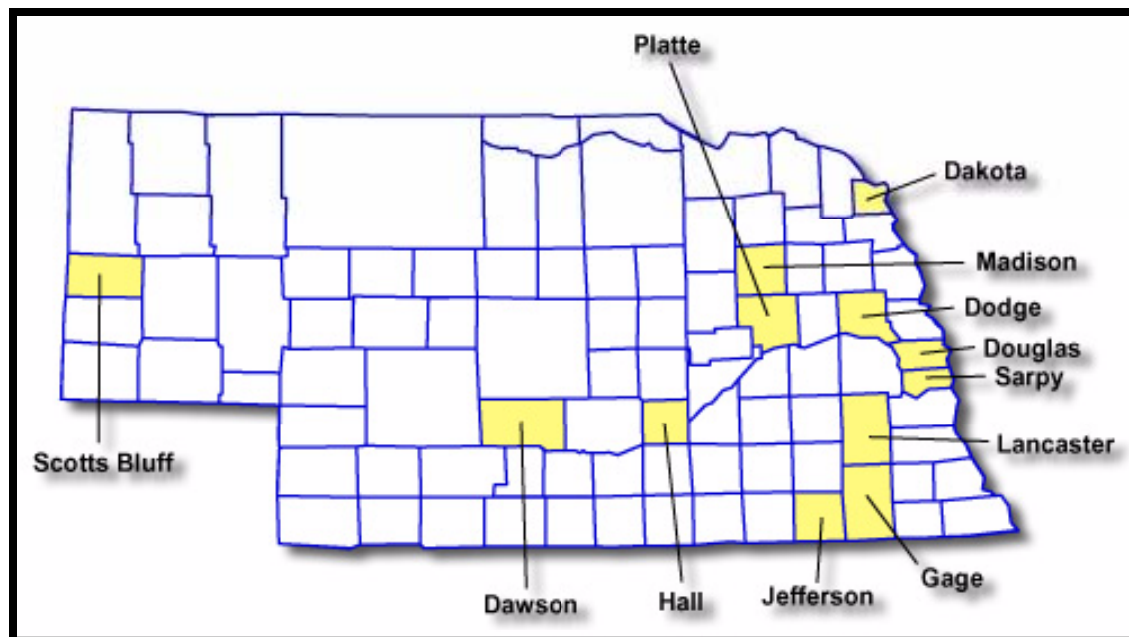 Platte
Dakota
Madison
Dodge
Douglas
Sarpy
Lancaster
Scotts Bluff
Gage
Jefferson
Hall
Dawson